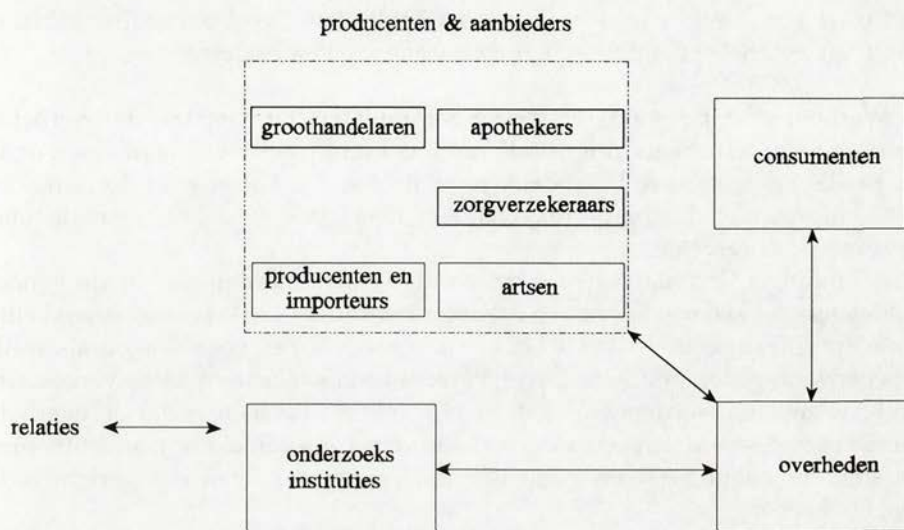 producenten & aanbieders
groothandelaren
apothekers
consumenten
zorgverzekeraars
producenten en
importeurs
artsen
relaties
onderzoeks
instituties
overheden